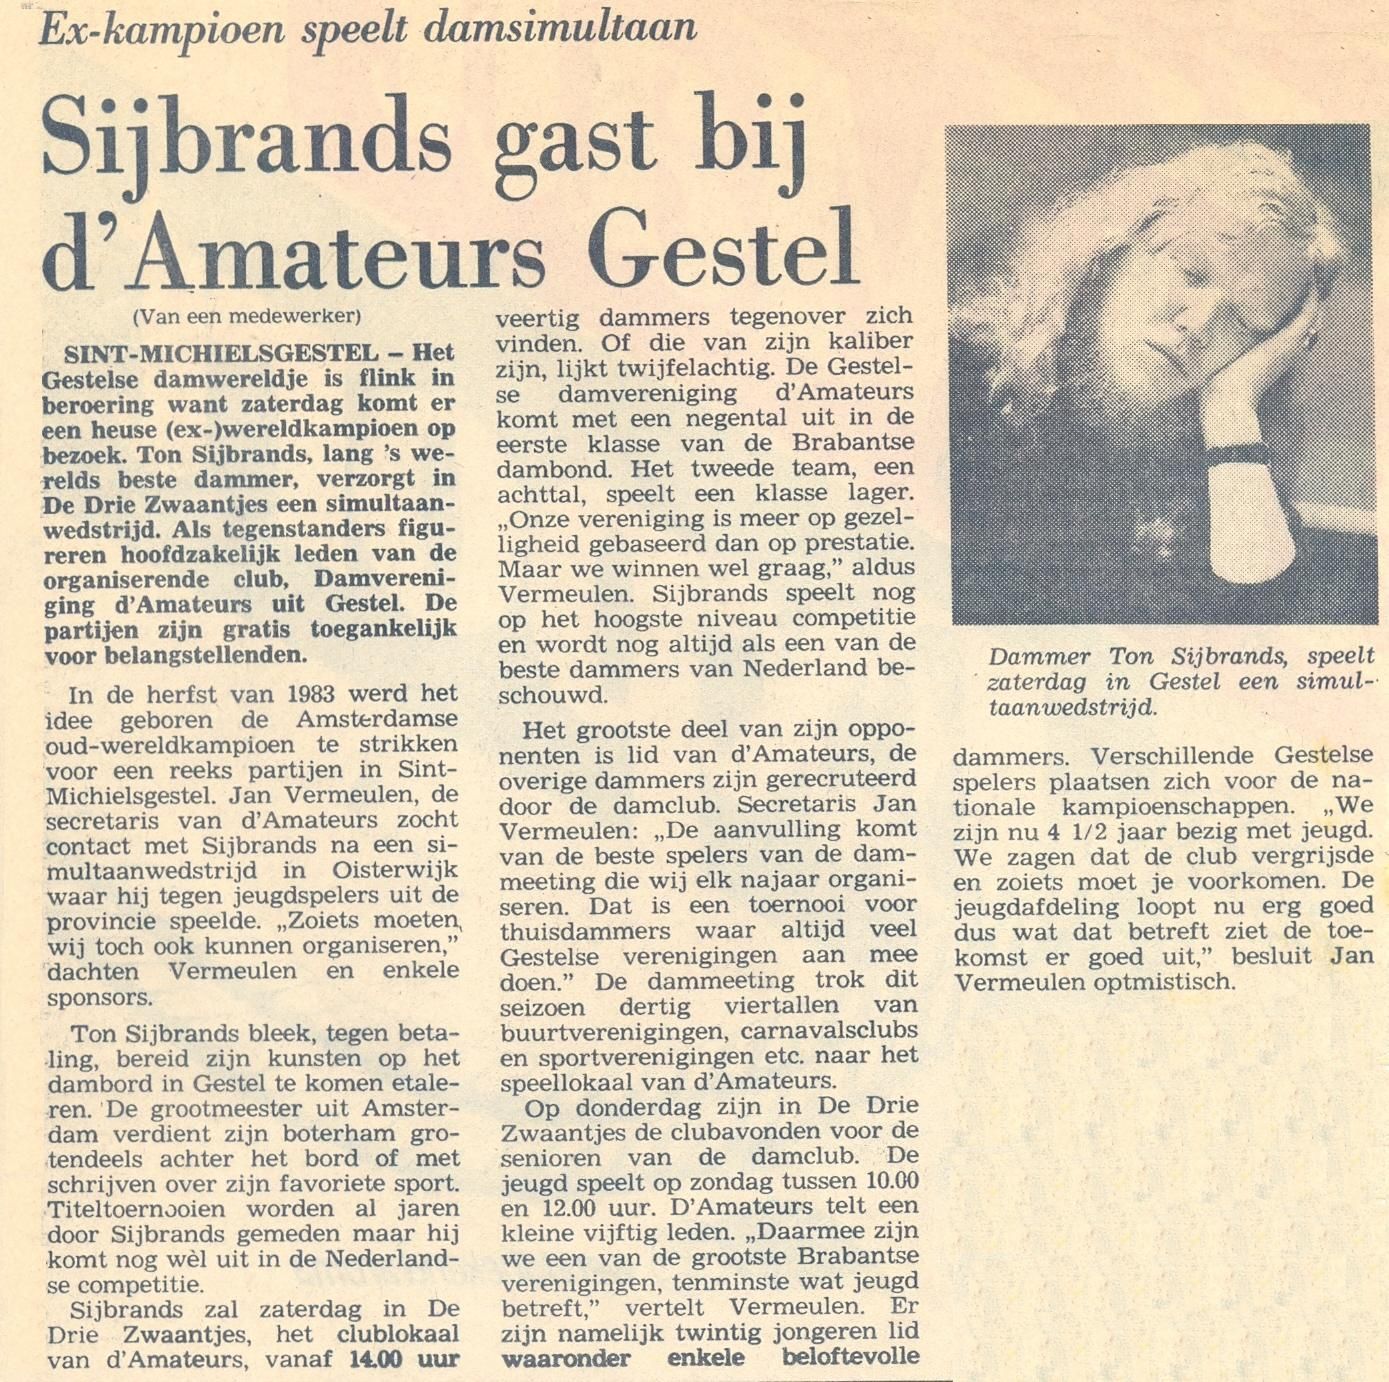 Ex-kampioen speelt damsimultaan
Sijbrands gast bij
d'Amateurs Gestel
(Van een medewerker)
SINT-MICHIELSGESTEL – Het
Gestelse damwereldje is flink in
beroering want zaterdag komt er
een heuse (ex-)wereldkampioen op
bezoek. Ton Sijbrands, lang 's we-
relds beste dammer, verzorgt in
De Drie Zwaantjes een simultaan-
wedstrijd. Als tegenstanders figu-
reren hoofdzakelijk leden van de
organiserende club, Damvereni-
ging d'Amateurs uit Gestel. De
partijen zijn gratis toegankelijk
voor belangstellenden.
In de herfst van 1983 werd het
idee geboren de Amsterdamse
oud-wereldkampioen te strikken
voor een reeks partijen in Sint-
Michielsgestel. Jan Vermeulen, de
secretaris van d'Amateurs zocht
contact met Sijbrands na een si-
multaanwedstrijd in Oisterwijk
waar hij tegen jeugdspelers uit de
provincie speelde. „Zoiets moeten
wij toch ook kunnen organiseren,”
dachten Vermeulen en enkele
sponsors.
Ton Sijbrands bleek, tegen beta-
ling, bereid zijn kunsten op het
dambord in Gestel te komen etale-
ren. De grootmeester uit Amster-
dam verdient zijn boterham gro-
tendeels achter het bord of met
schrijven over zijn favoriete sport.
Titeltoernooien worden al jaren
door Sijbrands gemeden maar hij
komt nog wèl uit in de Nederland-
se competitie.
Sijbrands zal zaterdag in De
Drie Zwaantjes, het clublokaal
van d'Amateurs, vanaf 14.00 uur
veertig dammers tegenover zich
vinden. Of die van zijn kaliber
zijn, lijkt twijfelachtig. De Gestel-
se damvereniging d'Amateurs
komt met een negental uit in de
eerste klasse van de Brabantse
dambond. Het tweede team, een
achttal, speelt een klasse lager.
„Onze vereniging is meer op gezel-
ligheid gebaseerd dan op prestatie.
Maar we winnen wel graag,” aldus
Vermeulen. Sijbrands speelt nog
op het hoogste niveau competitie
en wordt nog altijd als een van de
beste dammers van Nederland be-
schouwd.
Het grootste deel van zijn oppo-
nenten is lid van d'Amateurs, de
overige dammers zijn gerecruteerd
door de damclub. Secretaris Jan
Vermeulen: „De aanvulling komt
van de beste spelers van de dam-
meeting die wij elk najaar organi-
seren. Dat is een toernooi voor
thuisdammers waar altijd veel
Gestelse verenigingen aan mee
doen.” De dammeeting trok dit
seizoen dertig viertallen van
buurtverenigingen, carnavalsclubs
en sportverenigingen etc. naar het
speellokaal van d'Amateurs.
Op donderdag zijn in De Drie
Zwaantjes de clubavonden voor de
senioren van de damclub. De
jeugd speelt op zondag tussen 10.00
en 12.00 uur. D'Amateurs telt een
kleine vijftig leden. „Daarmee zijn
we een van de grootste Brabantse
verenigingen, tenminste wat jeugd
betreft,” vertelt Vermeulen. Er
zijn namelijk twintig jongeren lid
waaronder enkele beloftevolle
Dammer Ton Sijbrands, speelt
zaterdag in Gestel een simul-
taanwedstrijd.
dammers. Verschillende Gestelse
spelers plaatsen zich voor de na-
tionale kampioenschappen. „We
zijn nu 4 1/2 jaar bezig met jeugd.
We zagen dat de club vergrijsde
en zoiets moet je voorkomen. De
jeugdafdeling loopt nu erg goed
dus wat dat betreft ziet de toe-
komst er goed uit,” besluit Jan
Vermeulen optmistisch.